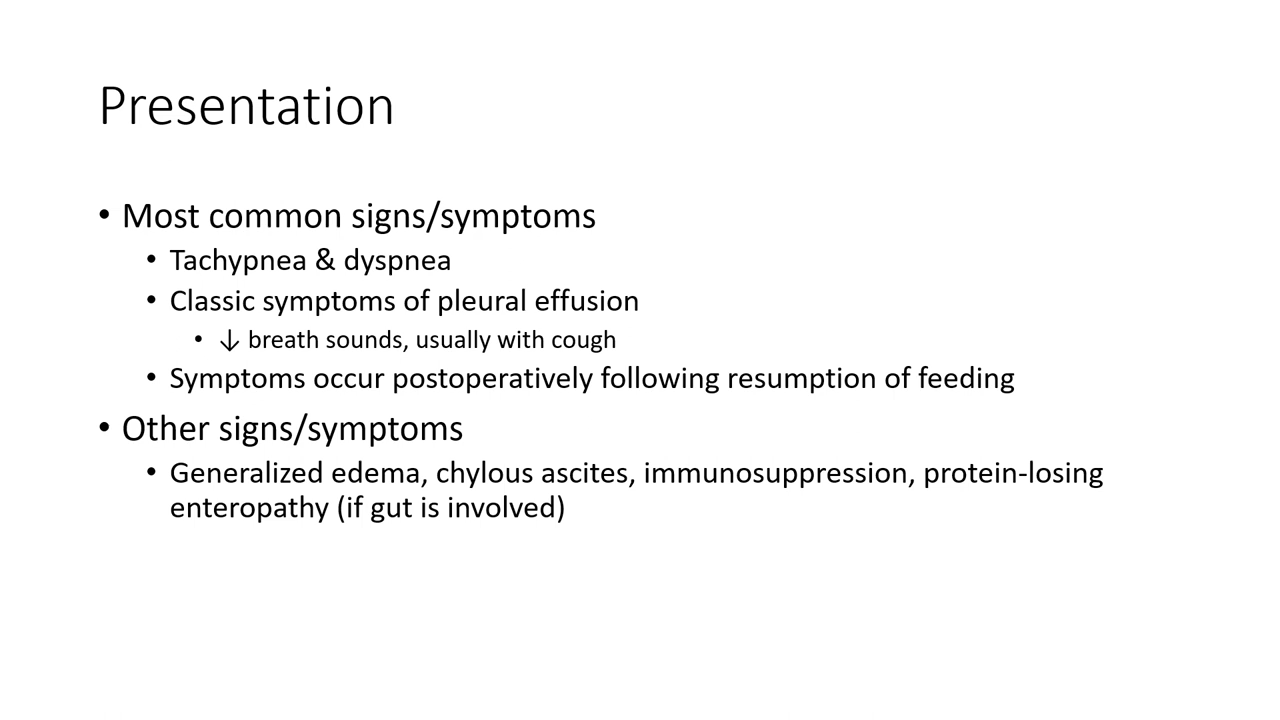 Presentation
• Most common signs/symptoms
• Tachypnea & dyspnea
• Classic symptoms of pleural effusion
• ↓ breath sounds, usually with cough
• Symptoms occur postoperatively following resumption of feeding
• Other signs/symptoms
• Generalized edema, chylous ascites, immunosuppression, protein-losing
enteropathy (if gut is involved)